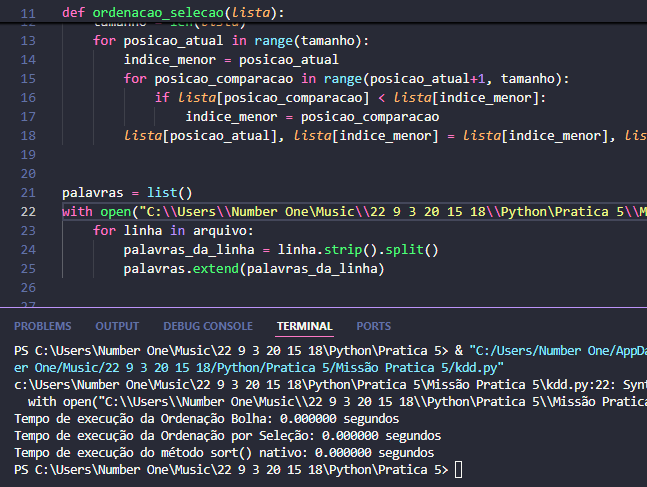 11 def ordenacao_selecao(lista):
12 tamanho = len(lista)
13 for posicao_atual in range(tamanho):
14 indice_menor = posicao_atual
15 for posicao_comparacao in range(posicao_atual+1, tamanho):
16 if lista[posicao_comparacao] < lista[indice_menor]:
17 indice_menor = posicao_comparacao
18 lista[posicao_atual], lista[indice_menor] = lista[indice_menor], lis
19
20
21 palavras = list()
22 with open("C:\\Users\\Number One\Music\\22 9 3 20 15 18\\Python\Pratica 5\\M
23 for linha in arquivo:
24 palavras_da_linha = linha.strip().split()
25 palavras.extend(palavras_da_linha)
26
27
PROBLEMS OUTPUT DEBUG CONSOLE TERMINAL PORTS
PS C:\Users\Number One\Music\22 9 3 20 15 18\Python\Pratica 5> & "C:/Users/Number One/AppDa
er One/Music/22 9 3 20 15 18/Python/Pratica 5/Missão Pratica 5/kdd.py"
c:\Users\Number One\Music\22 9 3 20 15 18\Python\Pratica 5\Missão Pratica 5\kdd.py:22: Synt
with open("C:\\Users\\Number One\Music\\22 9 3 20 15 18\\Python\Pratica 5\\Missão Pratica
Tempo de execução da Ordenação Bolha: 0.000000 segundos
Tempo de execução da Ordenação por Seleção: 0.000000 segundos
Tempo de execução do método sort() nativo: 0.000000 segundos
PS C:\Users\Number One\Music\22 9 3 20 15 18\Python\Pratica 5>